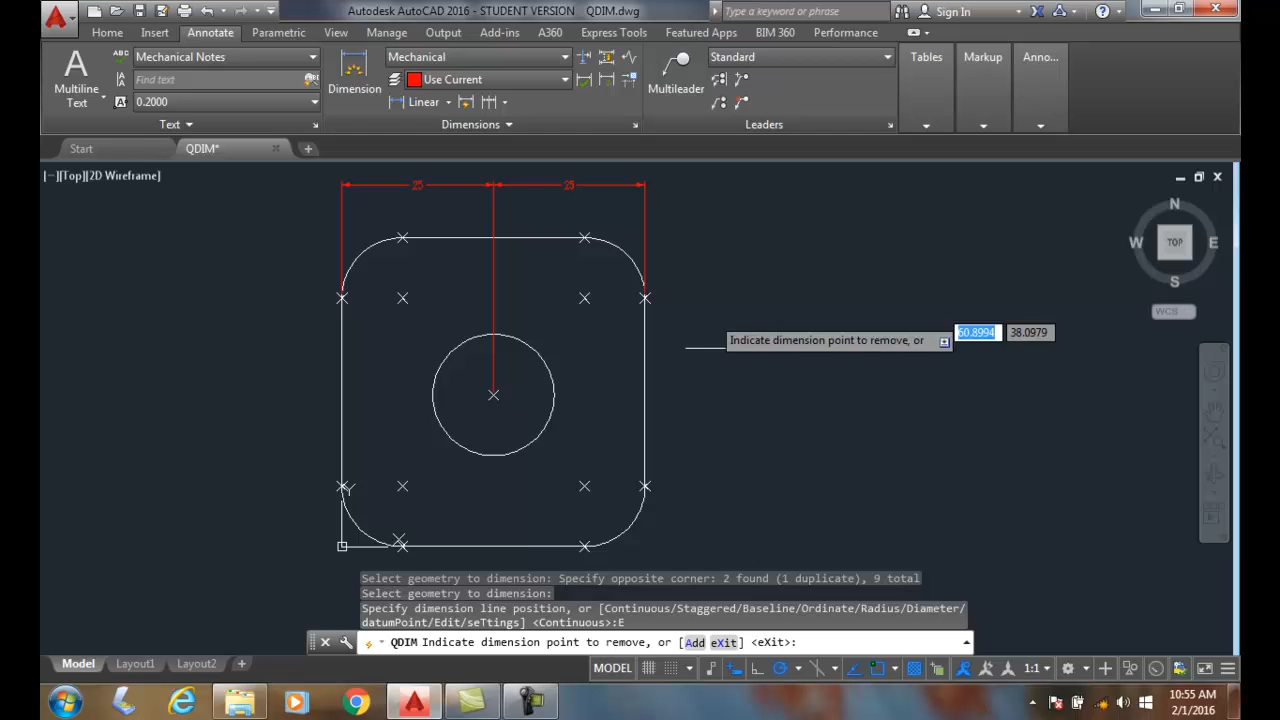 Autodesk AutoCAD 2016 - STUDENT VERSION QDIM.dwg
Type a keyword or phrase
Sign In
Home Insert Annotate Parametric View Manage Output Add-ins A360 Express Tools Featured Apps BIM 360 Performance
Mechanical Notes
Find text
0.2000
Multiline
Text
Text
Dimension
Mechanical
Use Current
Linear
Dimensions
Multileader
Standard
Leaders
Tables
Markup
Anno...
Start
QDIM*
[−][Top][2D Wireframe]
25 25
N
W TOP E
S
WCS
Indicate dimension point to remove, or
60.8994 38.0979
Y
X
Select geometry to dimension: Specify opposite corner: 2 found (1 duplicate), 9 total
Select geometry to dimension:
Specify dimension line position, or [Continuous/Staggered/Baseline/Ordinate/Radius/Diameter/
datumPoint/Edit/seTtings] <Continuous>:E
QDIM Indicate dimension point to remove, or [Add eXit] <eXit>:
Model Layout1 Layout2
MODEL
1:1
10:55 AM
2/1/2016